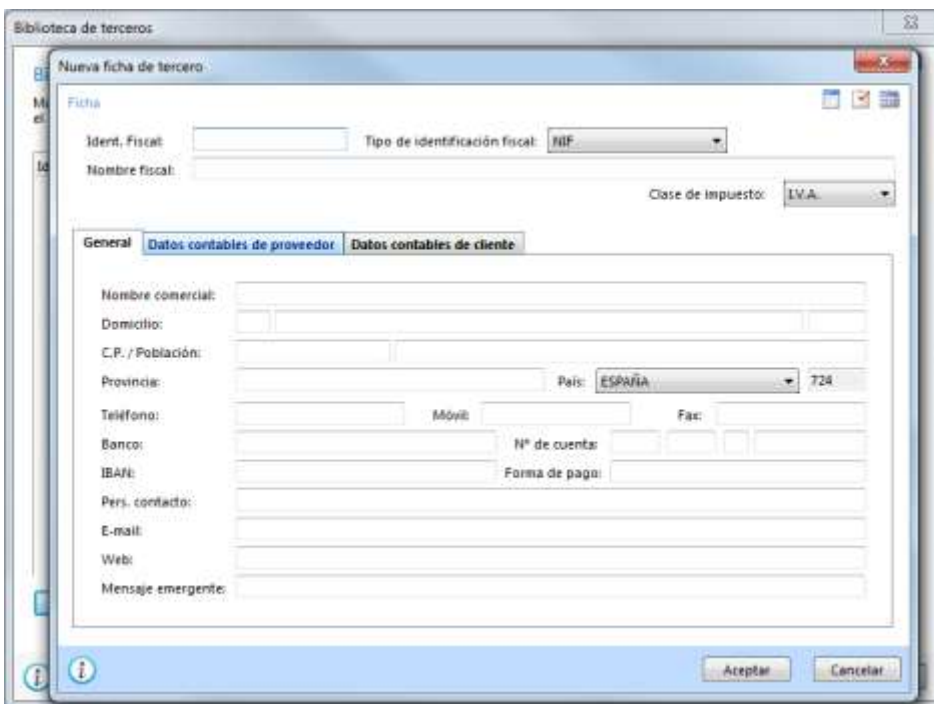 Biblioteca de terceros
Nueva ficha de tercero
Ficha
Ident. Fiscal: Tipo de identificación fiscal: NIF
Nombre fiscal:
Clase de impuesto: I.V.A.
General Datos contables de proveedor Datos contables de cliente
Nombre comercial:
Domicilio:
C.P. / Población:
Provincia: País: ESPAÑA 724
Teléfono: Móvil: Fax:
Banco: Nº de cuenta:
IBAN: Forma de pago:
Pers. contacto:
E-mail:
Web:
Mensaje emergente:
Aceptar Cancelar